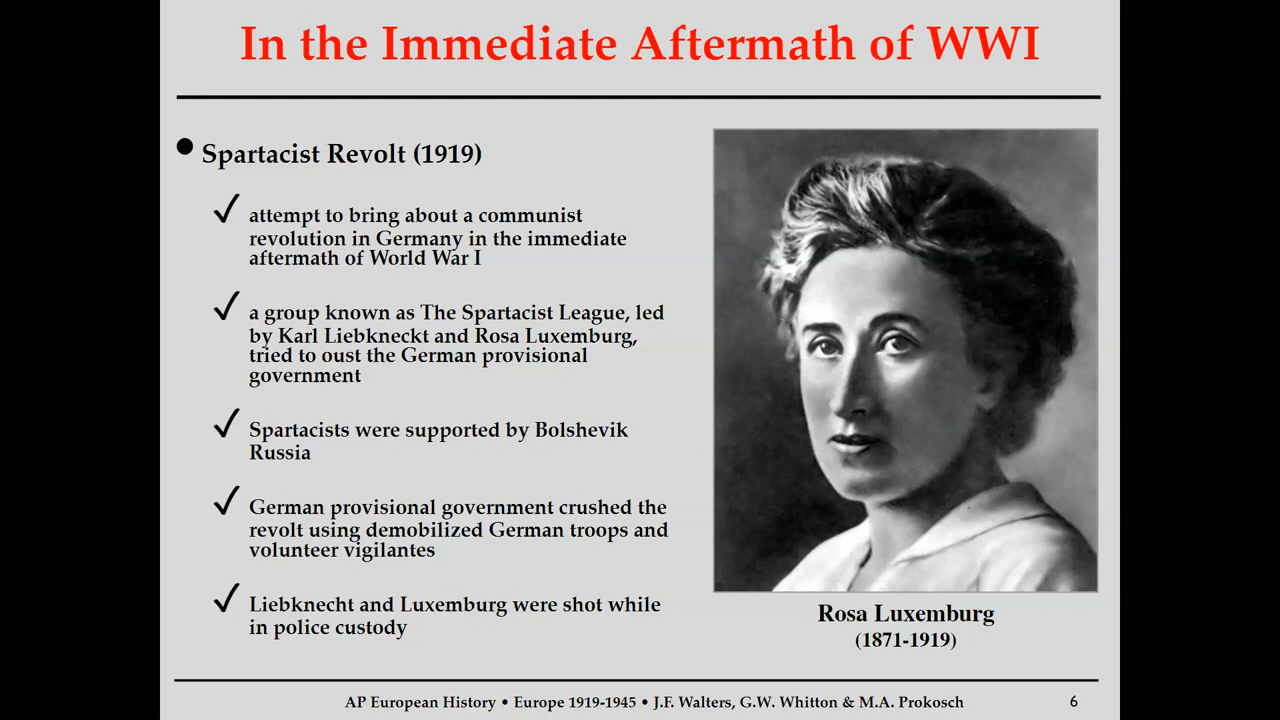 In the Immediate Aftermath of WWI
• Spartacist Revolt (1919)
✓ attempt to bring about a communist
revolution in Germany in the immediate
aftermath of World War I
✓ a group known as The Spartacist League, led
by Karl Liebkneckt and Rosa Luxemburg,
tried to oust the German provisional
government
✓ Spartacists were supported by Bolshevik
Russia
✓ German provisional government crushed the
revolt using demobilized German troops and
volunteer vigilantes
✓ Liebknecht and Luxemburg were shot while
in police custody
Rosa Luxemburg
(1871-1919)
AP European History • Europe 1919-1945 • J.F. Walters, G.W. Whitton & M.A. Prokosch
6